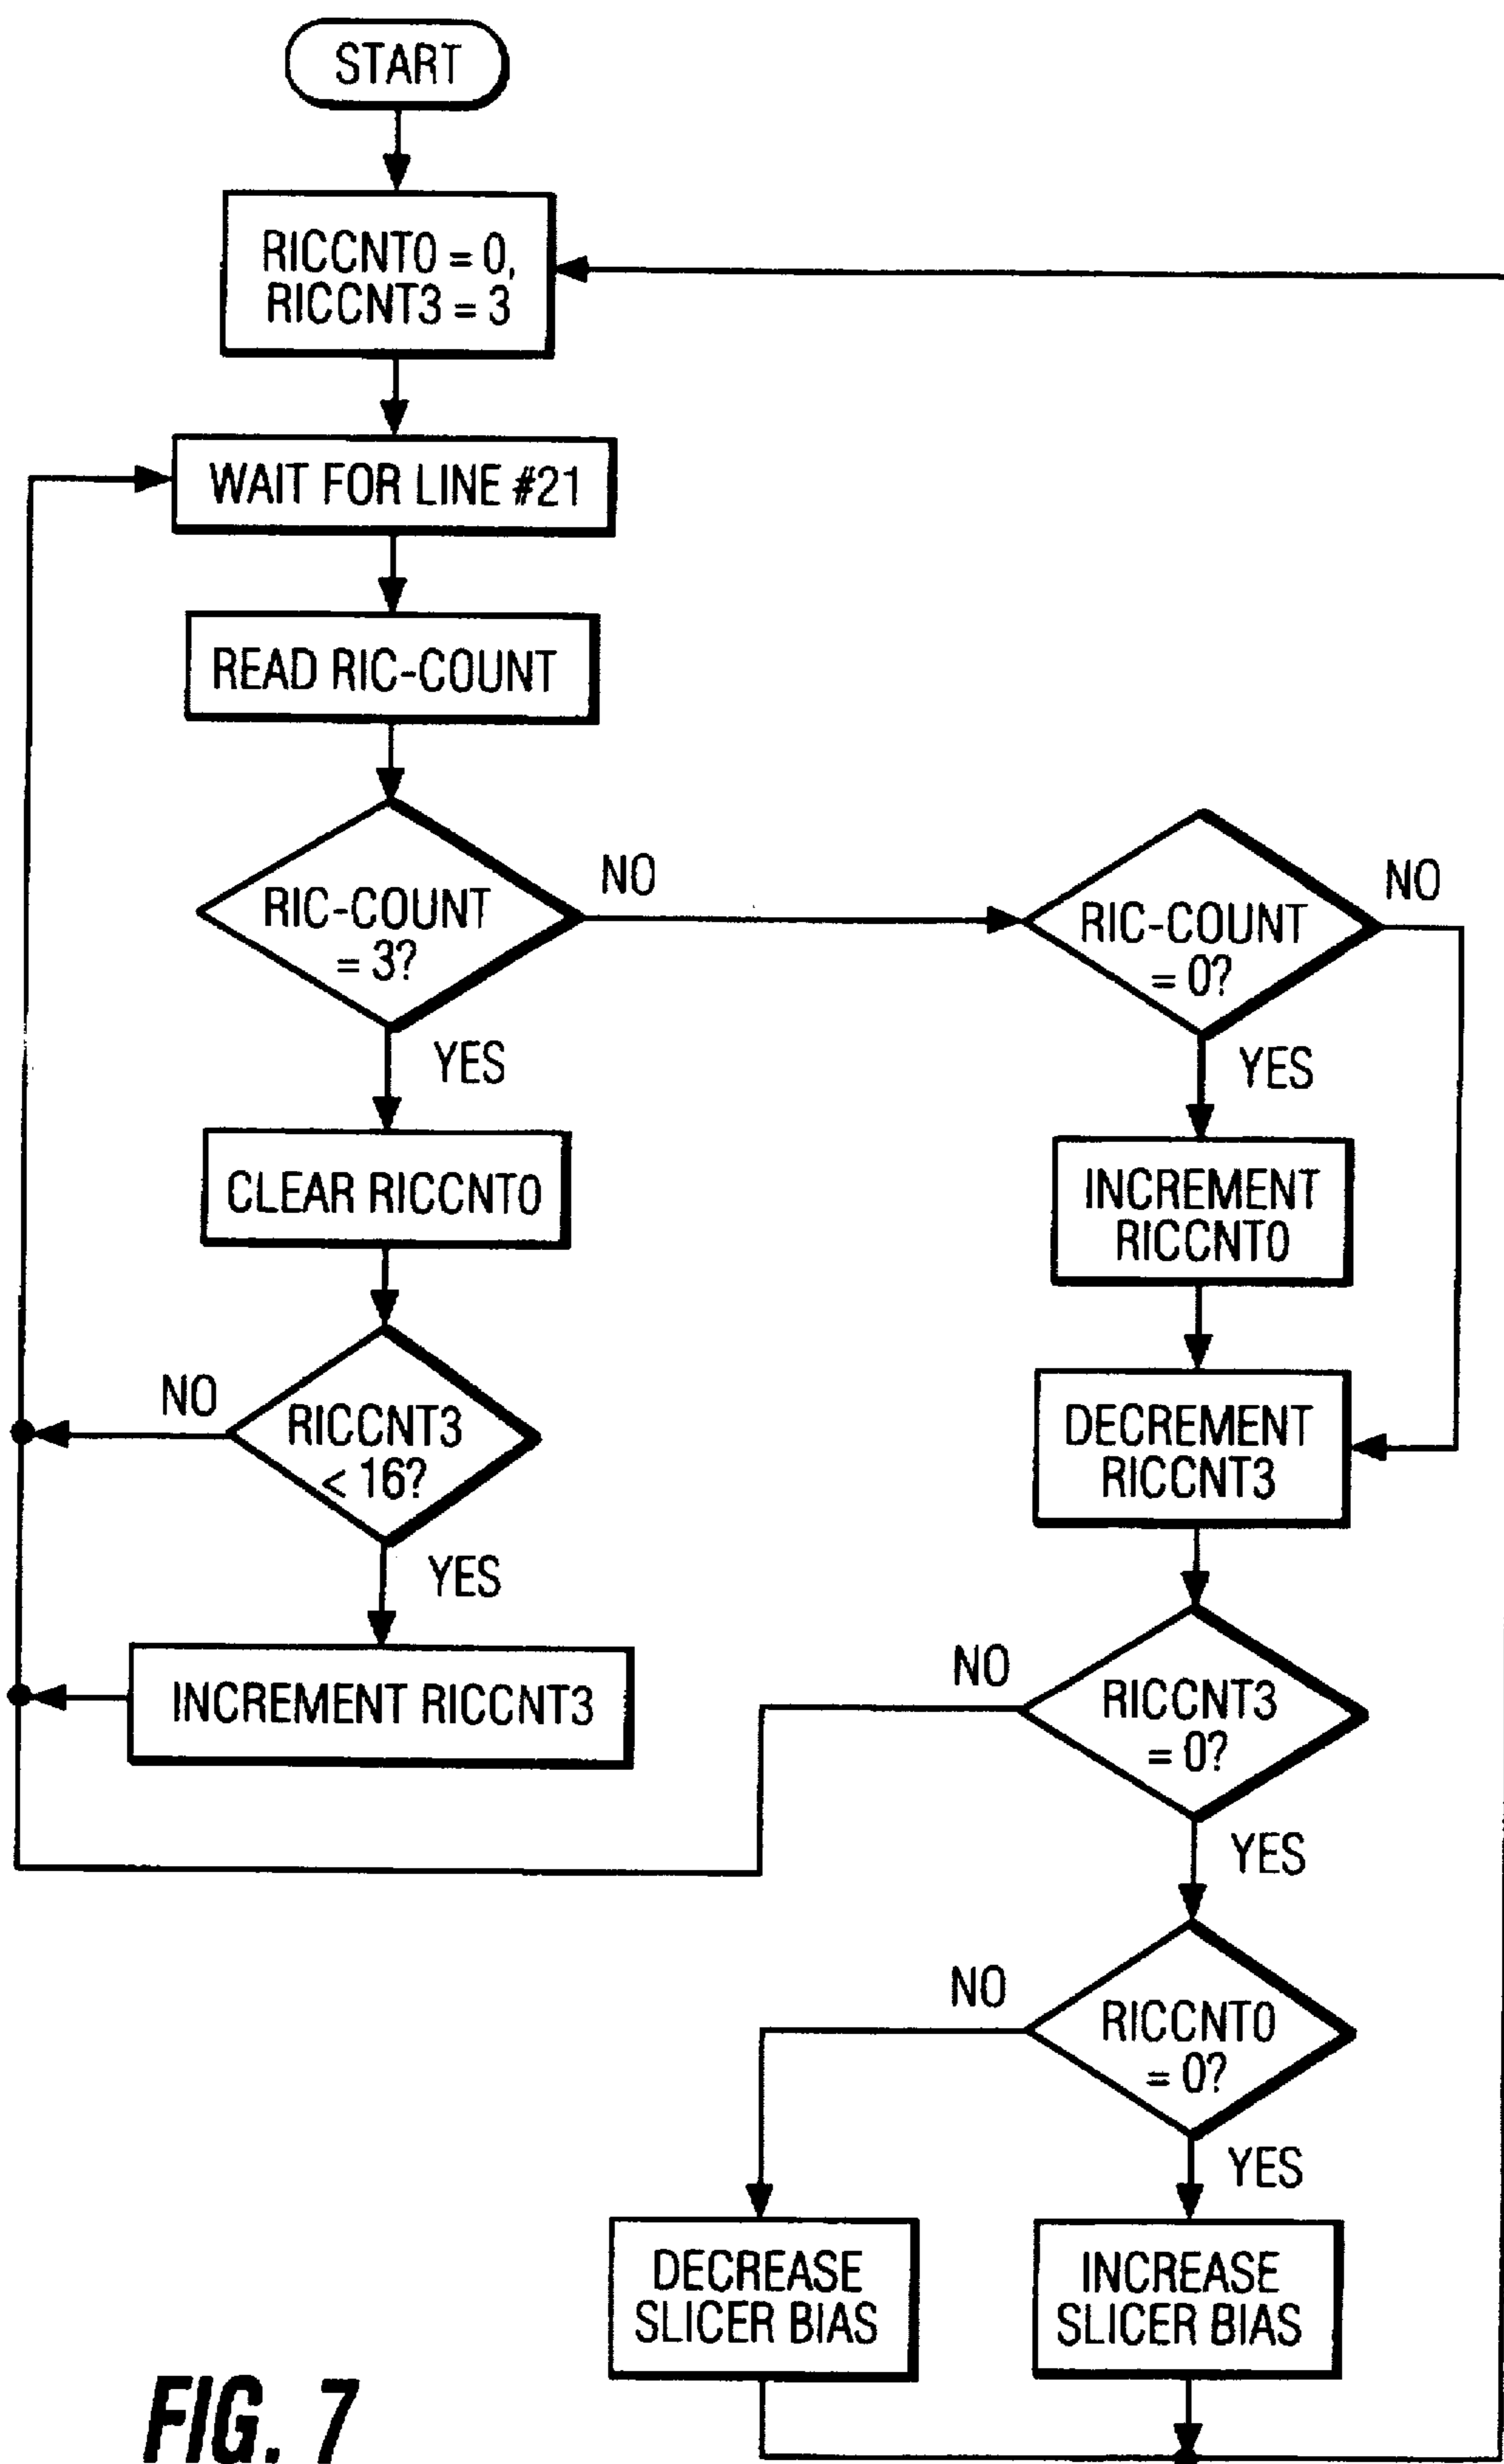 START
RICCNT0 = 0,
RICCNT3 = 3
WAIT FOR LINE #21
READ RIC-COUNT
RIC-COUNT
= 3?
NO
YES
RIC-COUNT
= 0?
NO
YES
CLEAR RICCNT0
INCREMENT
RICCNT0
RICCNT3
< 16?
NO
YES
DECREMENT
RICCNT3
INCREMENT RICCNT3
RICCNT3
= 0?
NO
YES
RICCNT0
= 0?
NO
YES
DECREASE
SLICER BIAS
INCREASE
SLICER BIAS
FIG. 7